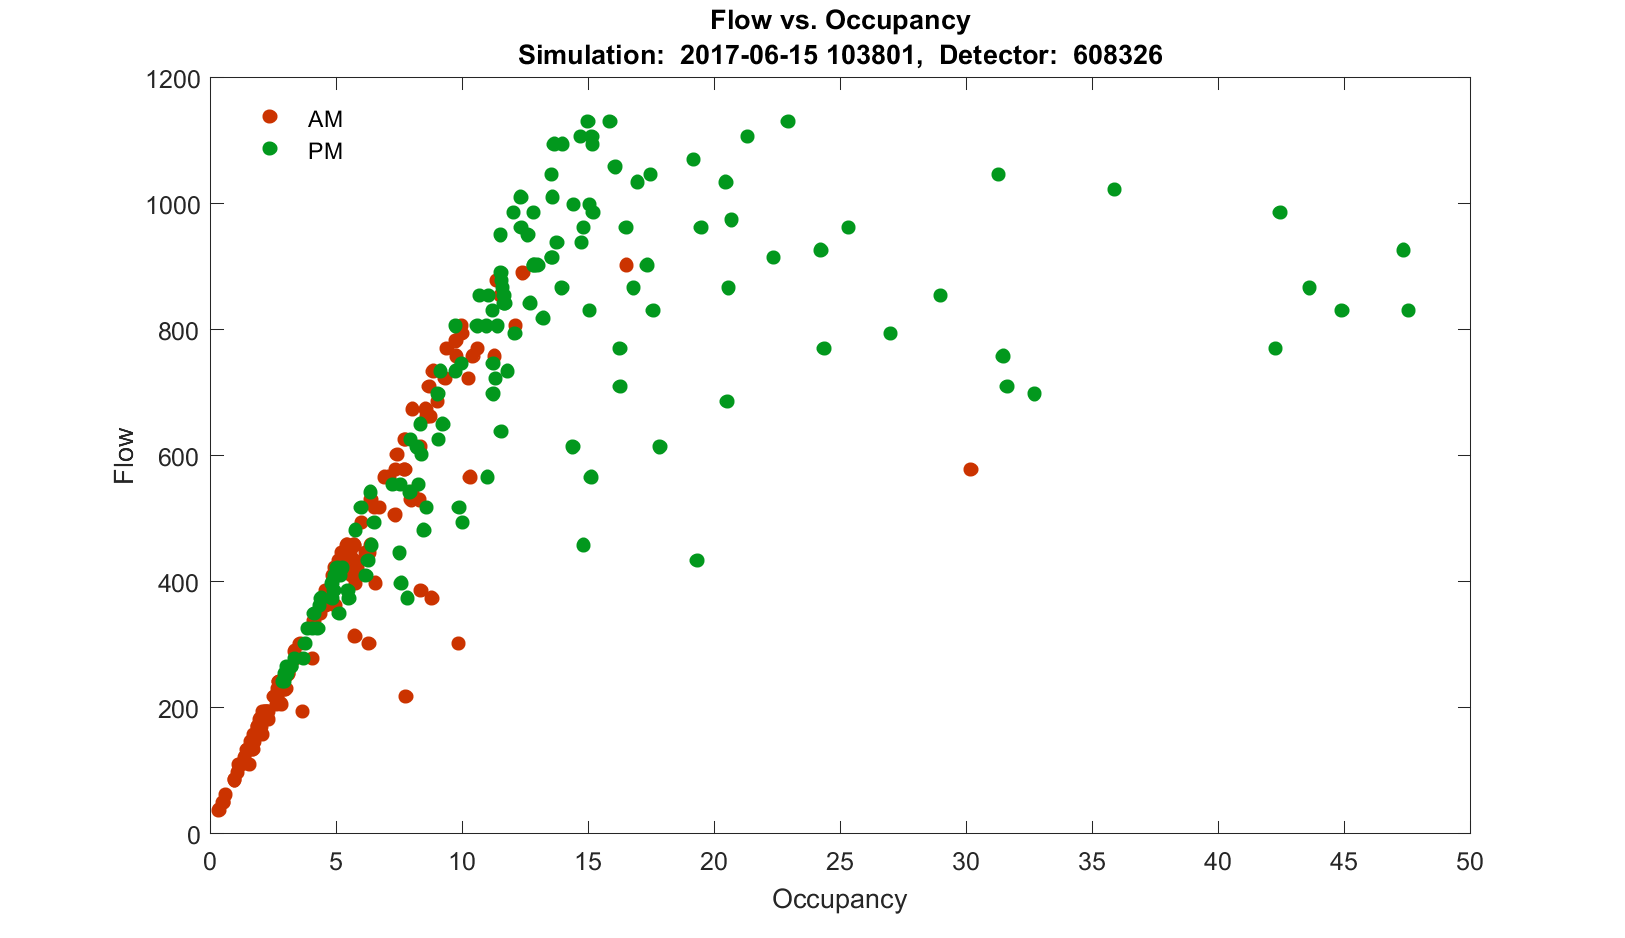 Flow vs. Occupancy
Simulation:  2017-06-15 103801,  Detector:  608326
1200
AM
PM
1000
800
600
Flow
400
200
0
0 5 10 15 20 25 30 35 40 45 50
Occupancy